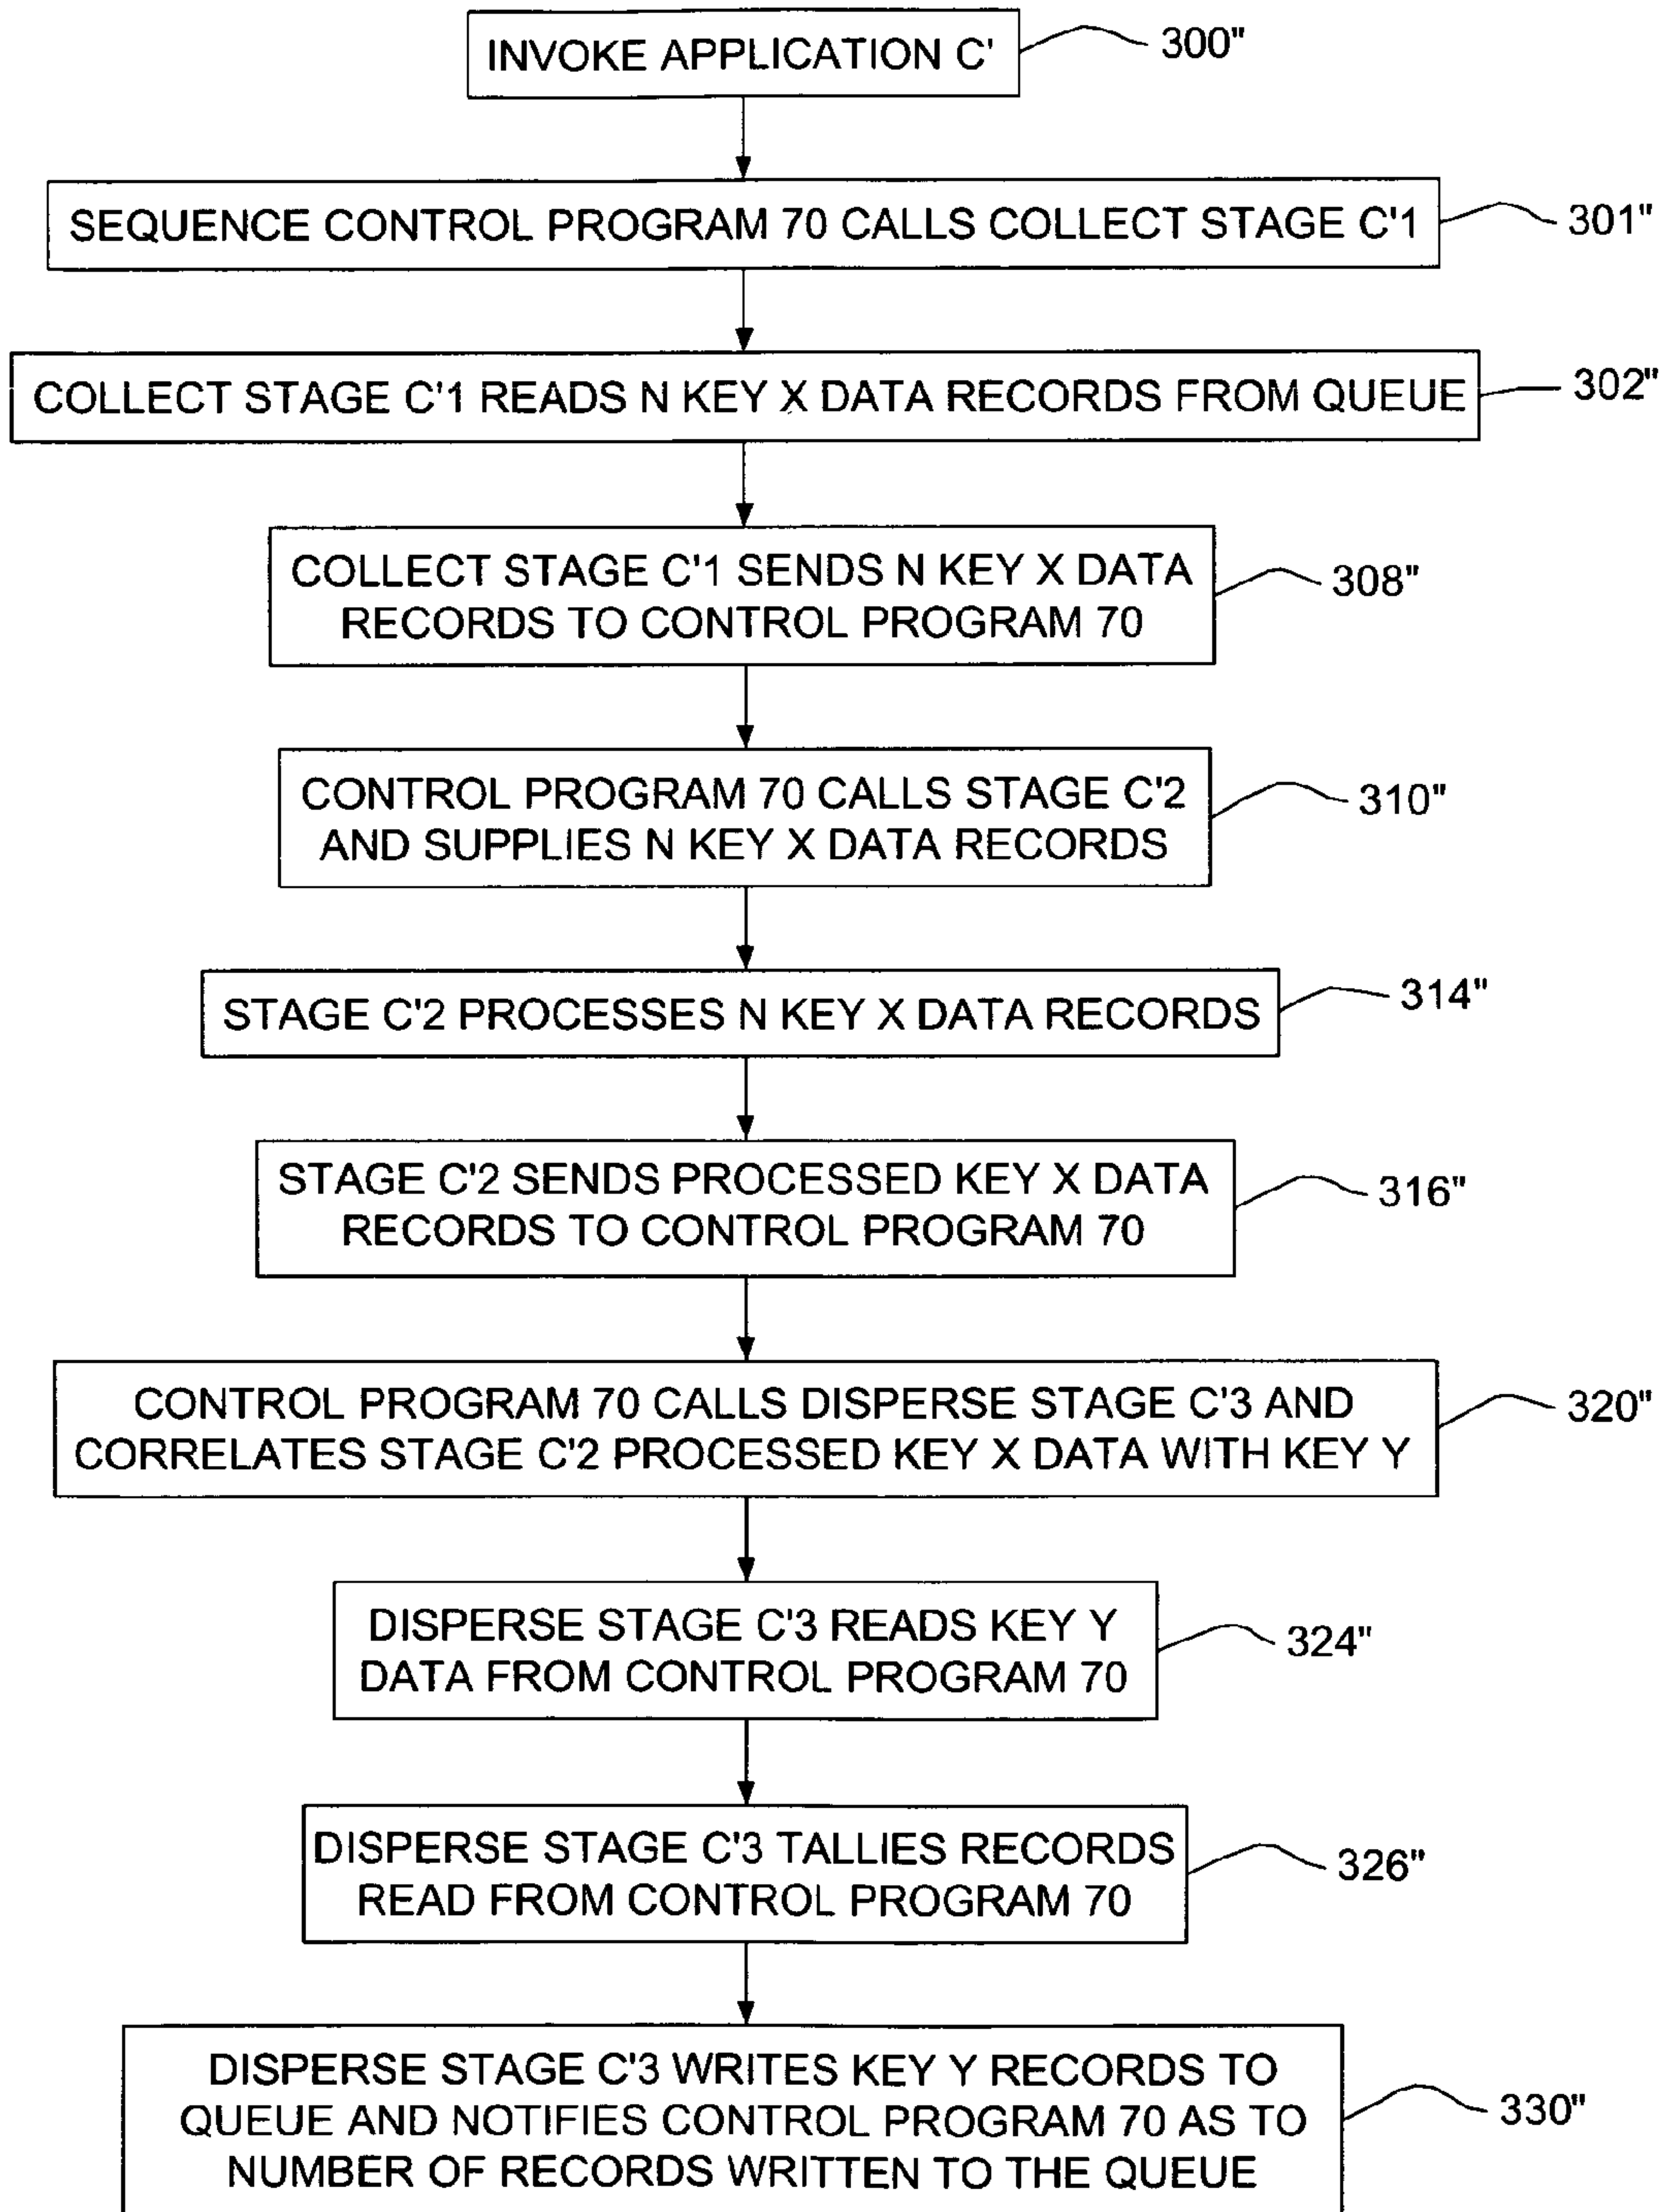 INVOKE APPLICATION C'
300"
SEQUENCE CONTROL PROGRAM 70 CALLS COLLECT STAGE C'1
301"
COLLECT STAGE C'1 READS N KEY X DATA RECORDS FROM QUEUE
302"
COLLECT STAGE C'1 SENDS N KEY X DATA
RECORDS TO CONTROL PROGRAM 70
308"
CONTROL PROGRAM 70 CALLS STAGE C'2
AND SUPPLIES N KEY X DATA RECORDS
310"
STAGE C'2 PROCESSES N KEY X DATA RECORDS
314"
STAGE C'2 SENDS PROCESSED KEY X DATA
RECORDS TO CONTROL PROGRAM 70
316"
CONTROL PROGRAM 70 CALLS DISPERSE STAGE C'3 AND
CORRELATES STAGE C'2 PROCESSED KEY X DATA WITH KEY Y
320"
DISPERSE STAGE C'3 READS KEY Y
DATA FROM CONTROL PROGRAM 70
324"
DISPERSE STAGE C'3 TALLIES RECORDS
READ FROM CONTROL PROGRAM 70
326"
DISPERSE STAGE C'3 WRITES KEY Y RECORDS TO
QUEUE AND NOTIFIES CONTROL PROGRAM 70 AS TO
NUMBER OF RECORDS WRITTEN TO THE QUEUE
330"